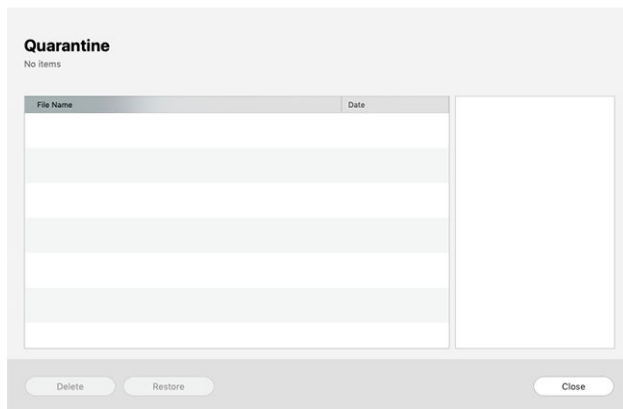 Quarantine
No items
File Name Date
Delete Restore Close